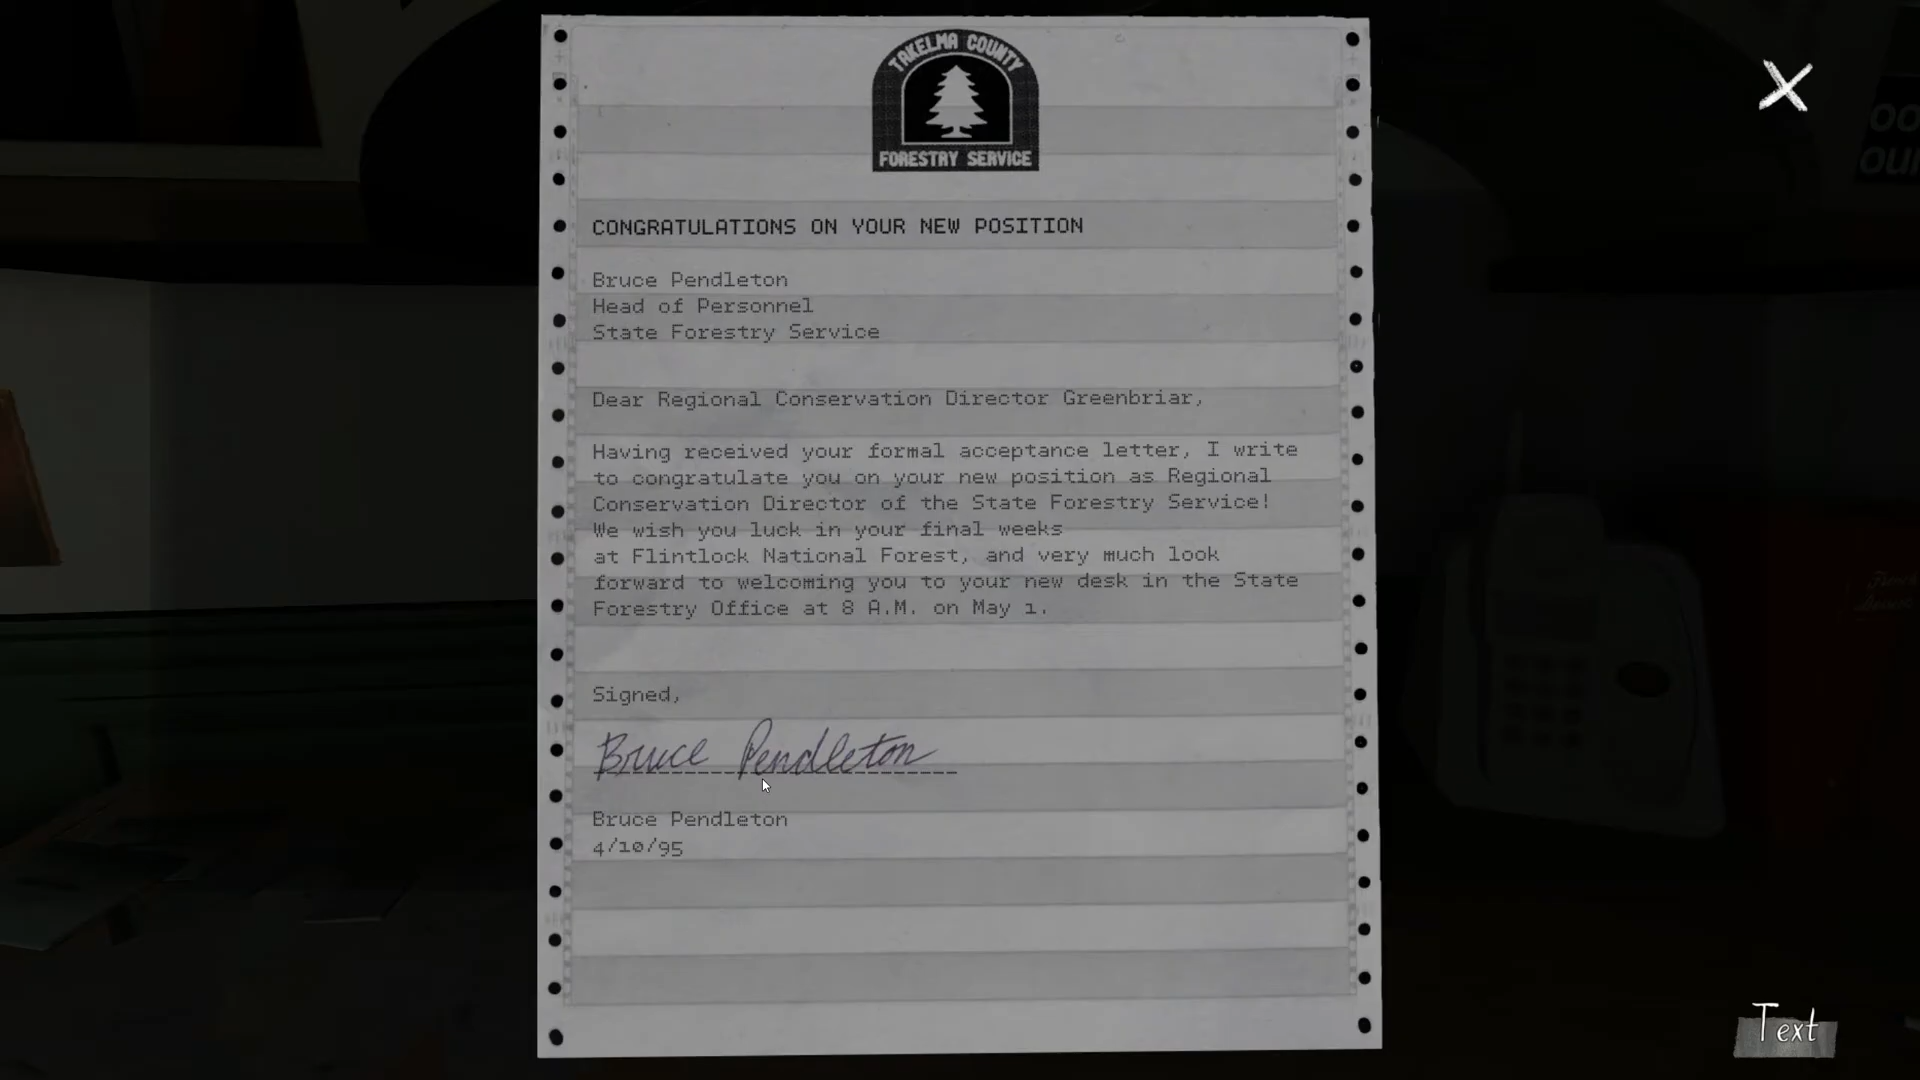 TAKELMA COUNTY
FORESTRY SERVICE
CONGRATULATIONS ON YOUR NEW POSITION
Bruce Pendleton
Head of Personnel
State Forestry Service
Dear Regional Conservation Director Greenbriar,
Having received your formal acceptance letter, I write
to congratulate you on your new position as Regional
Conservation Director of the State Forestry Service!
We wish you luck in your final weeks
at Flintlock National Forest, and very much look
forward to welcoming you to your new desk in the State
Forestry Office at 8 A.M. on May 1.
Signed,
Bruce Pendleton
Bruce Pendleton
4/10/95
Text